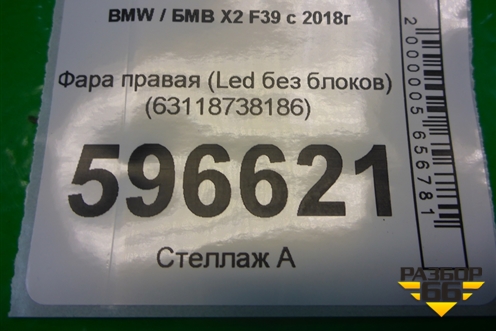 BMW / БМВ X2 F39 с 2018г
Фара правая (Led без блоков)
(63118738186)
596621
Стеллаж А
2000005656781
РАЗБОР
66